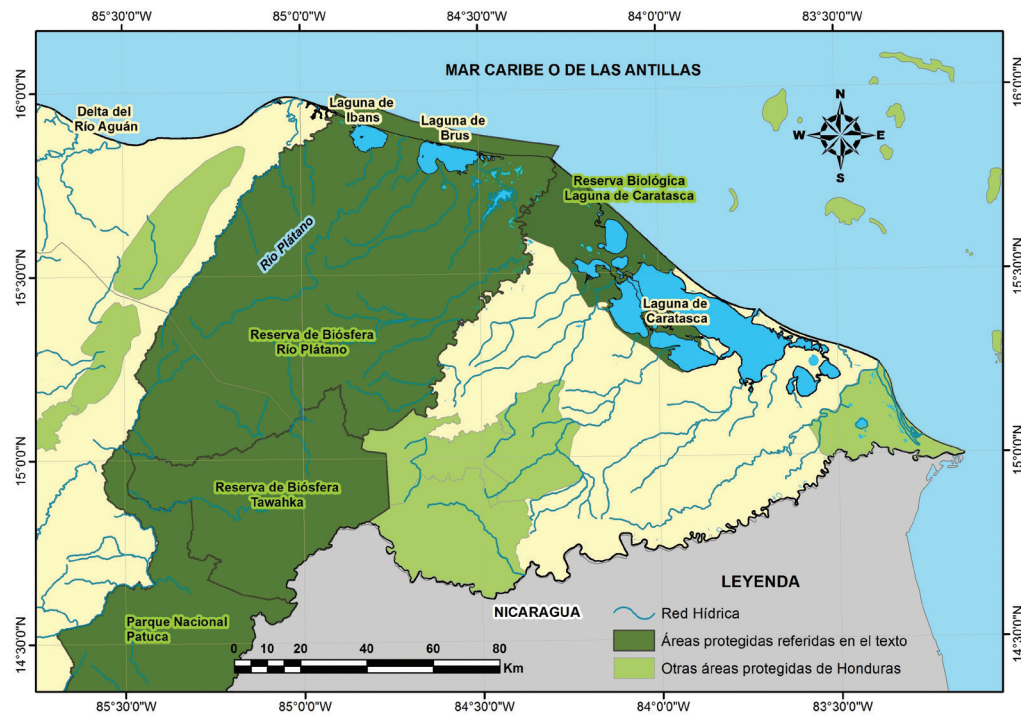 85°30'0"W
85°0'0"W
84°30'0"W
84°0'0"W
83°30'0"W
16°0'0"N
15°30'0"N
15°0'0"N
14°30'0"N
16°0'0"N
15°30'0"N
15°0'0"N
14°30'0"N
MAR CARIBE O DE LAS ANTILLAS
Delta del
Río Aguán
Laguna de
Ibans
Laguna de
Brus
N
W
E
S
Reserva Biológica
Laguna de Caratasca
Río Plátano
Laguna de
Caratasca
Reserva de Biósfera
Río Plátano
Reserva de Biósfera
Tawahka
Parque Nacional
Patuca
NICARAGUA
LEYENDA
Red Hídrica
Áreas protegidas referidas en el texto
Otras áreas protegidas de Honduras
0 10 20 40 60 80
Km
85°30'0"W
85°0'0"W
84°30'0"W
84°0'0"W
83°30'0"W